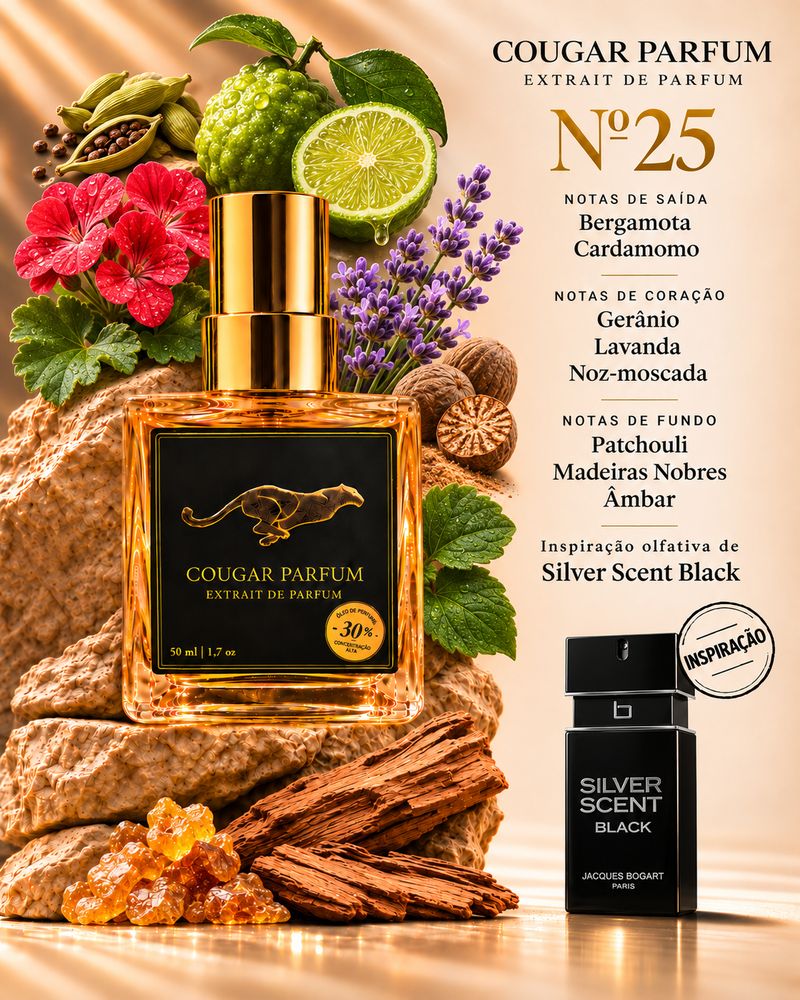 COUGAR PARFUM
EXTRAIT DE PARFUM
Nº25
NOTAS DE SAÍDA
Bergamota
Cardamomo
NOTAS DE CORAÇÃO
Gerânio
Lavanda
Noz-moscada
NOTAS DE FUNDO
Patchouli
Madeiras Nobres
Âmbar
Inspiração olfativa de
Silver Scent Black
INSPIRAÇÃO
COUGAR PARFUM
EXTRAIT DE PARFUM
50 ml | 1,7 oz
ÓLEO DE PERFUME
- 30% -
CONCENTRAÇÃO
ALTA
b
SILVER
SCENT
BLACK
JACQUES BOGART
PARIS